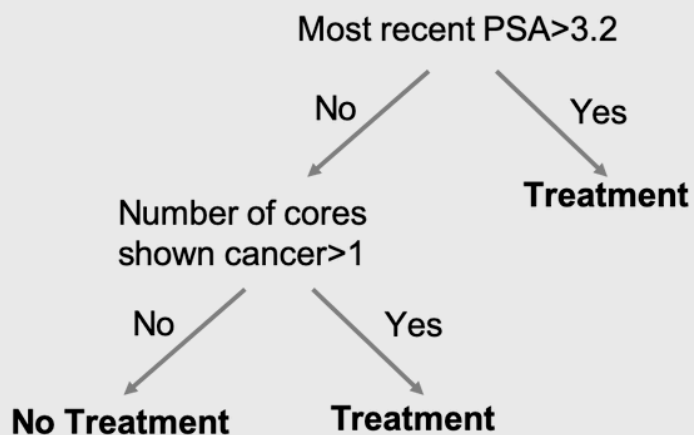 Most recent PSA>3.2
No
Yes
Treatment
Number of cores
shown cancer>1
No
Yes
No Treatment
Treatment